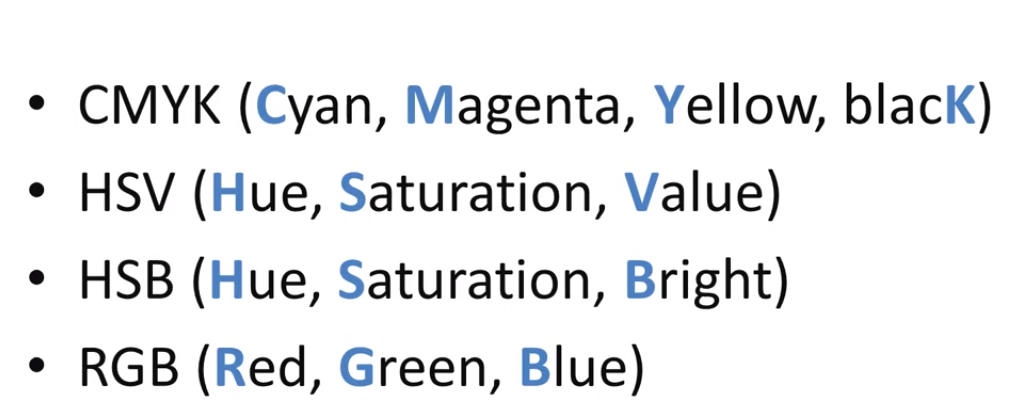 • CMYK (Cyan, Magenta, Yellow, blacK)
• HSV (Hue, Saturation, Value)
• HSB (Hue, Saturation, Bright)
• RGB (Red, Green, Blue)